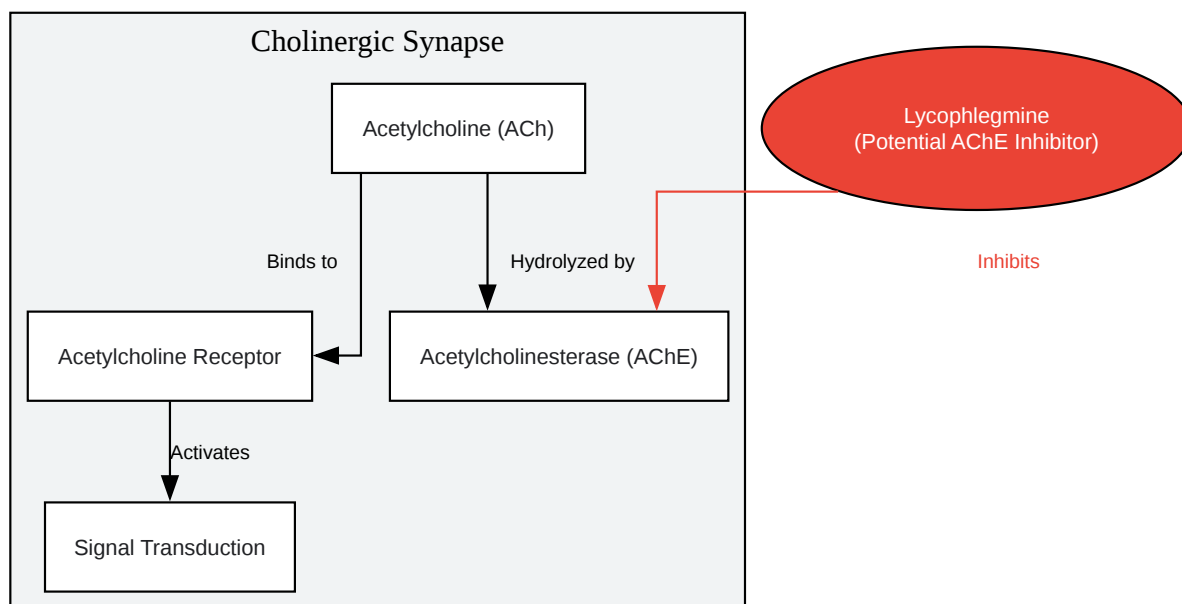 Cholinergic Synapse
Acetylcholine (ACh)
Lycophlegmine
(Potential AChE Inhibitor)
Binds to
Hydrolyzed by
Inhibits
Acetylcholine Receptor
Acetylcholinesterase (AChE)
Activates
Signal Transduction